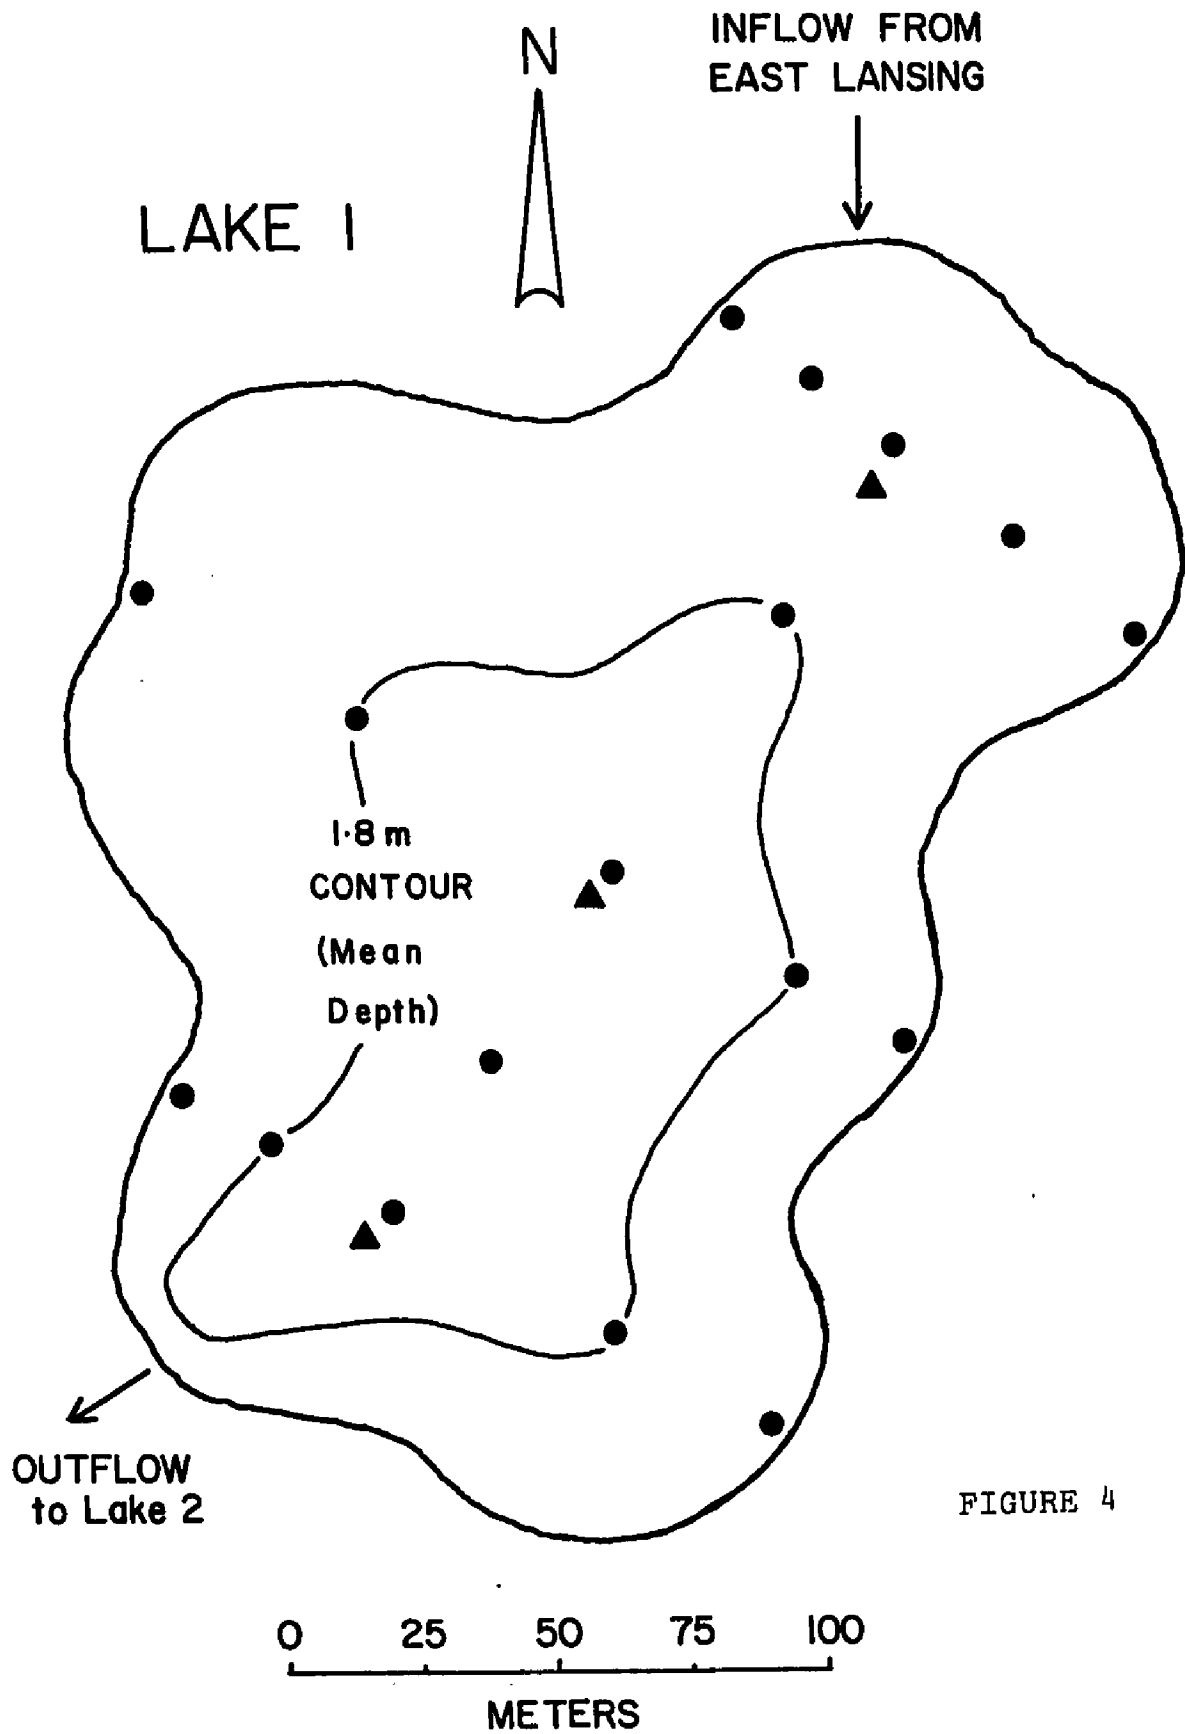 N
INFLOW FROM
EAST LANSING
LAKE 1
1.8 m
CONTOUR
(Mean
Depth)
OUTFLOW
to Lake 2
FIGURE 4
0 25 50 75 100
METERS